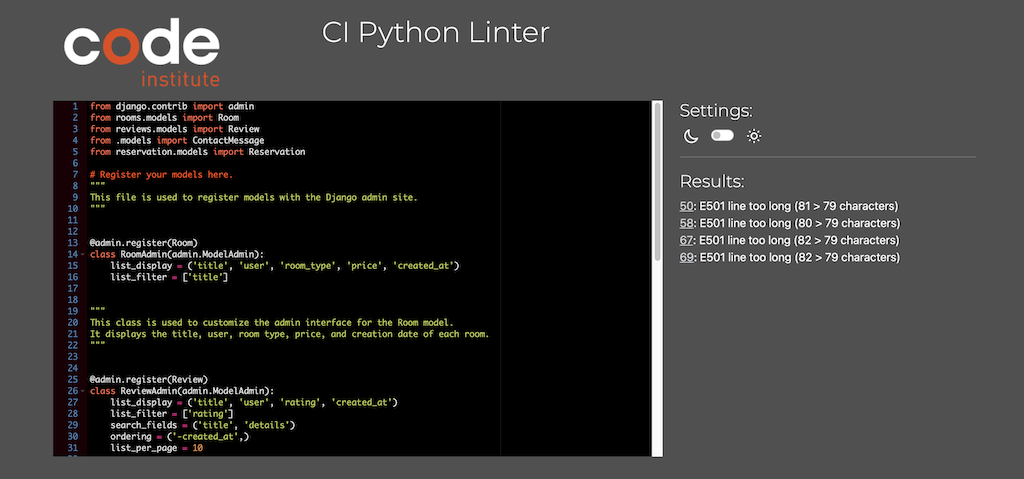 code
institute
CI Python Linter
1 from django.contrib import admin
2 from rooms.models import Room
3 from reviews.models import Review
4 from .models import ContactMessage
5 from reservation.models import Reservation
6
7 # Register your models here.
8 """
9 This file is used to register models with the Django admin site.
10 """
11
12
13 @admin.register(Room)
14 class RoomAdmin(admin.ModelAdmin):
15 list_display = ('title', 'user', 'room_type', 'price', 'created_at')
16 list_filter = ['title']
17
18
19 """
20 This class is used to customize the admin interface for the Room model.
21 It displays the title, user, room type, price, and creation date of each room.
22 """
23
24
25 @admin.register(Review)
26 class ReviewAdmin(admin.ModelAdmin):
27 list_display = ('title', 'user', 'rating', 'created_at')
28 list_filter = ['rating']
29 search_fields = ('title', 'details')
30 ordering = ('-created_at',)
31 list_per_page = 10
Settings:
Results:
50: E501 line too long (81 > 79 characters)
58: E501 line too long (80 > 79 characters)
67: E501 line too long (82 > 79 characters)
69: E501 line too long (82 > 79 characters)